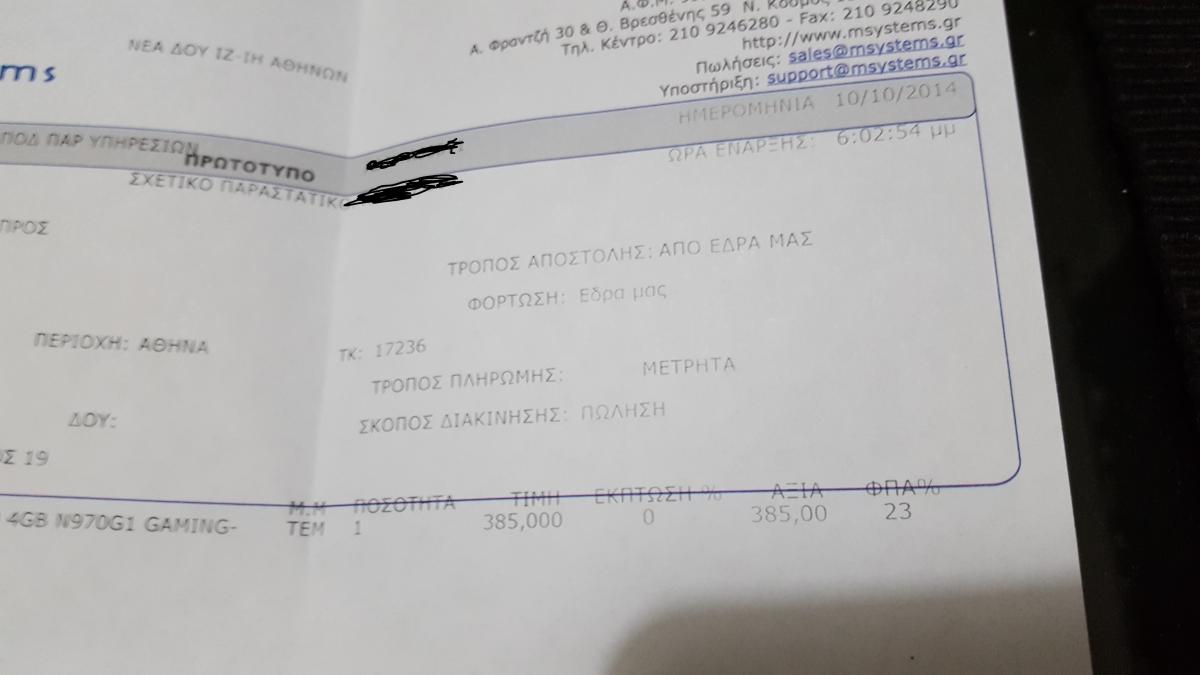 Α.Φ.Μ.
Α. Φραντζή 30 & Θ. Βρεσθένης 59 Ν. Κόσμος
ΝΕΑ ΔΟΥ ΙΖ-ΙΗ ΑΘΗΝΩΝ
Τηλ. Κέντρο: 210 9246280 - Fax: 210 9248290
http://www.msystems.gr
ms
Πωλήσεις: sales@msystems.gr
Υποστήριξη: support@msystems.gr
ΗΜΕΡΟΜΗΝΙΑ 10/10/2014
ΠΟΔ ΠΑΡ ΥΠΗΡΕΣΙΩΝ
ΠΡΩΤΟΤΥΠΟ
ΩΡΑ ΕΝΑΡΞΗΣ: 6:02:54 μμ
ΣΧΕΤΙΚΟ ΠΑΡΑΣΤΑΤΙΚΟ
ΠΡΟΣ
ΤΡΟΠΟΣ ΑΠΟΣΤΟΛΗΣ: ΑΠΟ ΕΔΡΑ ΜΑΣ
ΦΟΡΤΩΣΗ: Εδρα μας
ΠΕΡΙΟΧΗ: ΑΘΗΝΑ
ΤΚ: 17236
ΤΡΟΠΟΣ ΠΛΗΡΩΜΗΣ: ΜΕΤΡΗΤΑ
ΔΟΥ:
ΣΚΟΠΟΣ ΔΙΑΚΙΝΗΣΗΣ: ΠΩΛΗΣΗ
ΟΣ 19
Μ.Μ ΠΟΣΟΤΗΤΑ ΤΙΜΗ ΕΚΠΤΩΣΗ % ΑΞΙΑ ΦΠΑ%
4GB N970G1 GAMING- ΤΕΜ 1 385,000 0 385,00 23